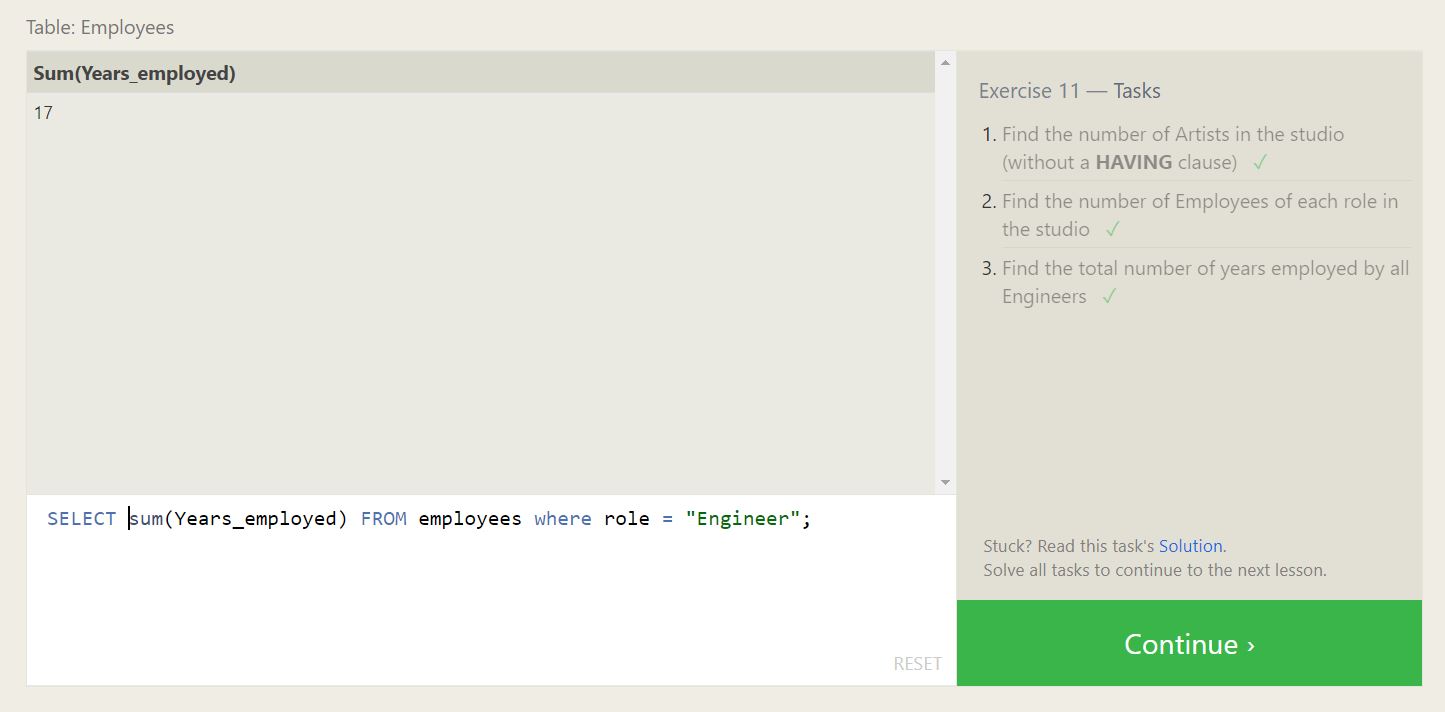 Table: Employees
Sum(Years_employed)
17
SELECT sum(Years_employed) FROM employees where role = "Engineer";
RESET
Exercise 11 — Tasks
1. Find the number of Artists in the studio
(without a HAVING clause) ✓
2. Find the number of Employees of each role in
the studio ✓
3. Find the total number of years employed by all
Engineers ✓
Stuck? Read this task's Solution.
Solve all tasks to continue to the next lesson.
Continue ›